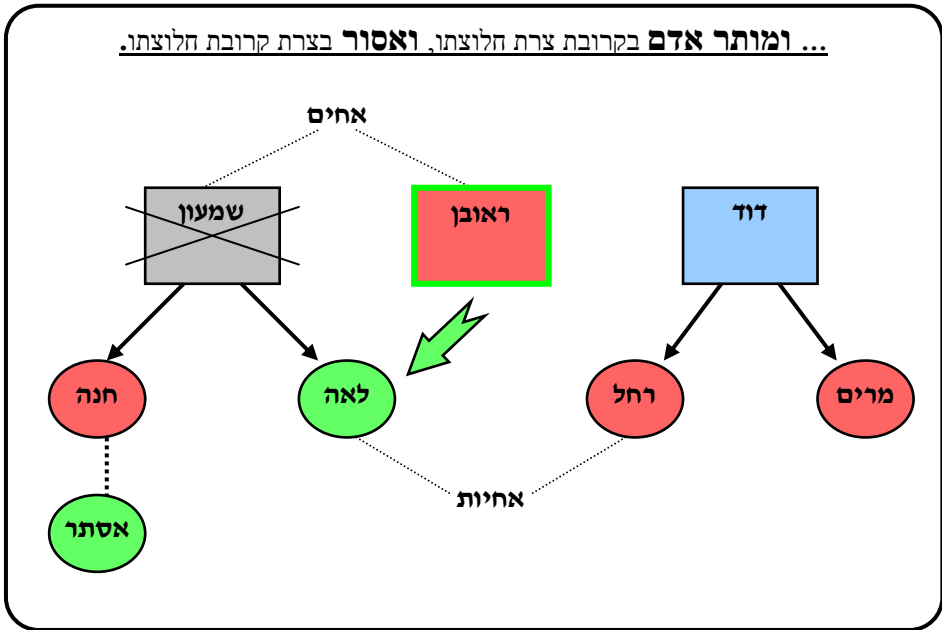 ... ומותר אדם בקרובת צרת חלוצתו, ואסור בצרת קרובת חלוצתו.
אחים
דוד
ראובן
שמעון
מרים
רחל
לאה
חנה
אחיות
אסתר